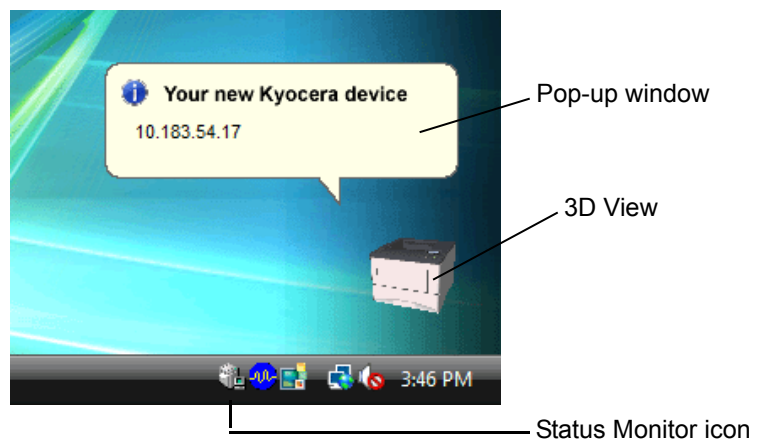 Your new Kyocera device
10.183.54.17
Pop-up window
3D View
3:46 PM
Status Monitor icon